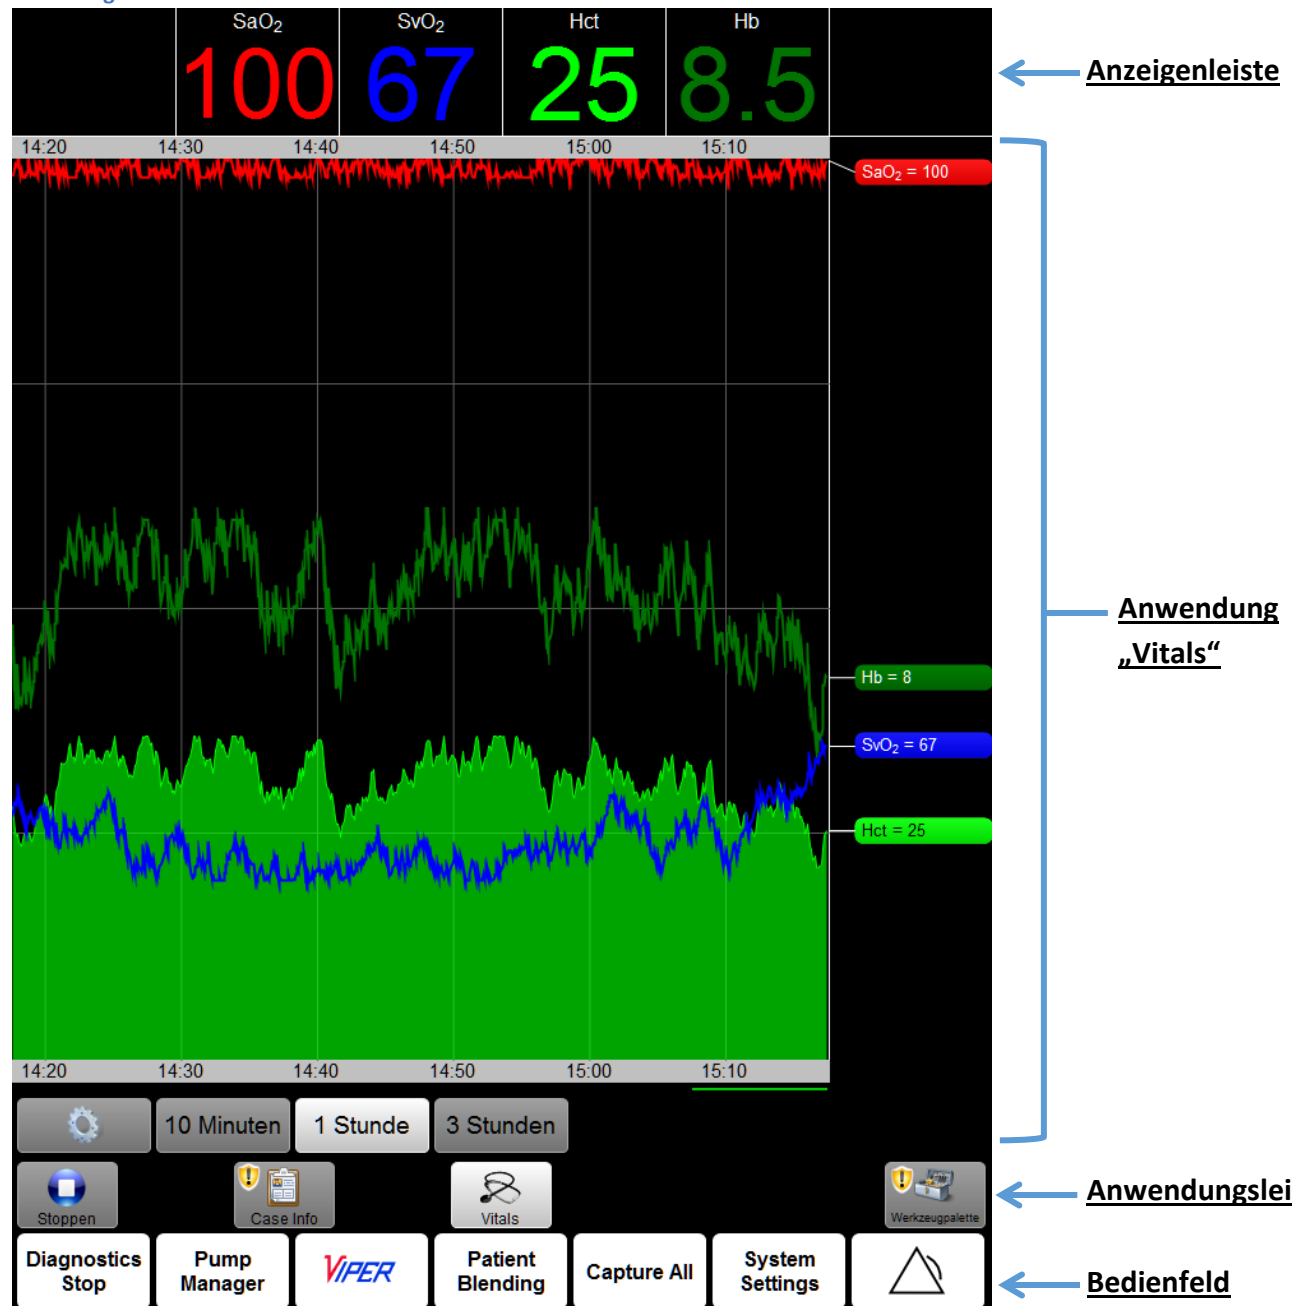 SaO₂ SvO₂ Hct Hb
100 67 25 8.5
Anzeigenleiste
14:20 14:30 14:40 14:50 15:00 15:10
SaO₂ = 100
Anwendung
„Vitals“
Hb = 8
SvO₂ = 67
Hct = 25
14:20 14:30 14:40 14:50 15:00 15:10
10 Minuten 1 Stunde 3 Stunden
Stoppen Case Info Vitals Werkzeugpalette
Anwendungslei
Diagnostics Stop
Pump Manager
VIPER
Patient Blending
Capture All
System Settings
Bedienfeld